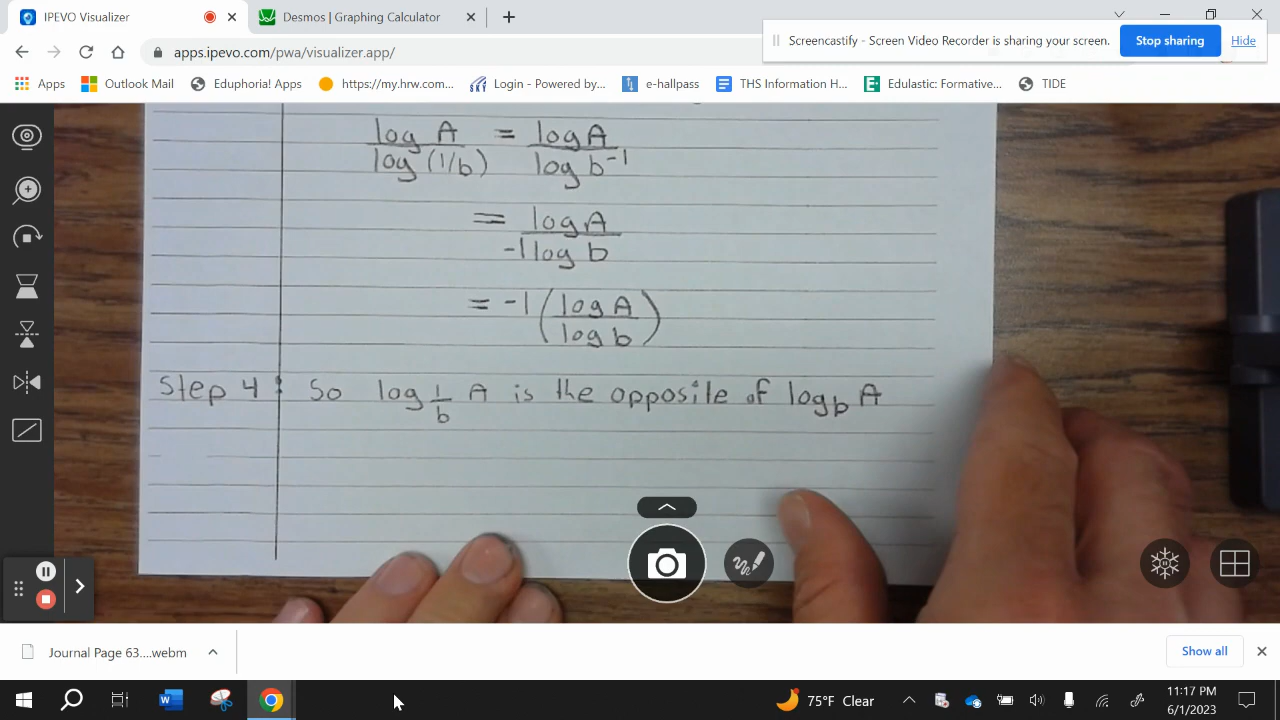 IPEVO Visualizer
Desmos | Graphing Calculator
Screencastify - Screen Video Recorder is sharing your screen.
Stop sharing
Hide
apps.ipevo.com/pwa/visualizer.app/
Apps
Outlook Mail
Eduphoria! Apps
https://my.hrw.com...
Login - Powered by...
e-hallpass
THS Information H...
Edulastic: Formative...
TIDE
log A / log (1/b) = log A / log b⁻¹
= log A / -1 log b
= -1 (log A / log b)
Step 4: So log 1/b A is the opposite of log b A
Journal Page 63....webm
Show all
75°F Clear
11:17 PM
6/1/2023